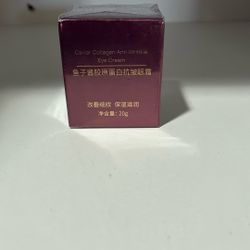 Caviar Collagen Anti-wrinkle
Eye Cream
鱼子酱胶原蛋白抗皱眼霜
改善细纹 保湿滋润
净含量: 20g